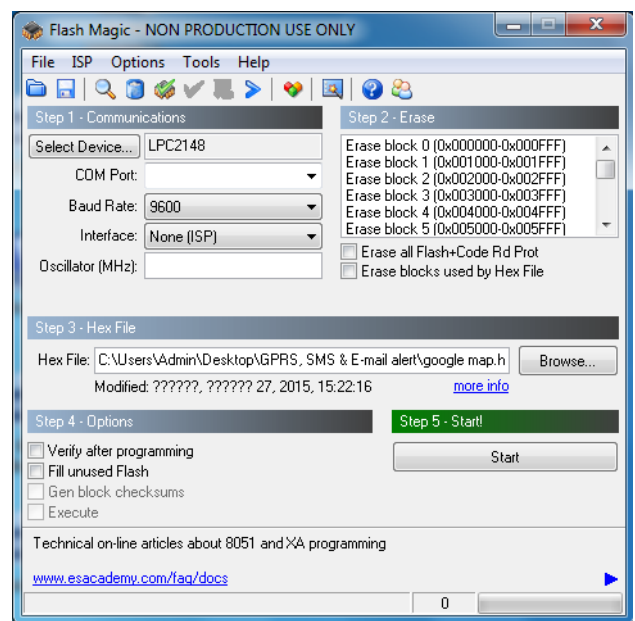 Flash Magic - NON PRODUCTION USE ONLY
File ISP Options Tools Help
Step 1 - Communications
Select Device... LPC2148
COM Port:
Baud Rate: 9600
Interface: None (ISP)
Oscillator (MHz):
Step 2 - Erase
Erase block 0 (0x000000-0x000FFF)
Erase block 1 (0x001000-0x001FFF)
Erase block 2 (0x002000-0x002FFF)
Erase block 3 (0x003000-0x003FFF)
Erase block 4 (0x004000-0x004FFF)
Erase block 5 (0x005000-0x005FFF)
Erase all Flash+Code Rd Prot
Erase blocks used by Hex File
Step 3 - Hex File
Hex File: C:\Users\Admin\Desktop\GPRS, SMS & E-mail alert\google map.h Browse...
Modified: ??????, ?????? 27, 2015, 15:22:16 more info
Step 4 - Options
Verify after programming
Fill unused Flash
Gen block checksums
Execute
Step 5 - Start!
Start
Technical on-line articles about 8051 and XA programming
www.esacademy.com/faq/docs
0